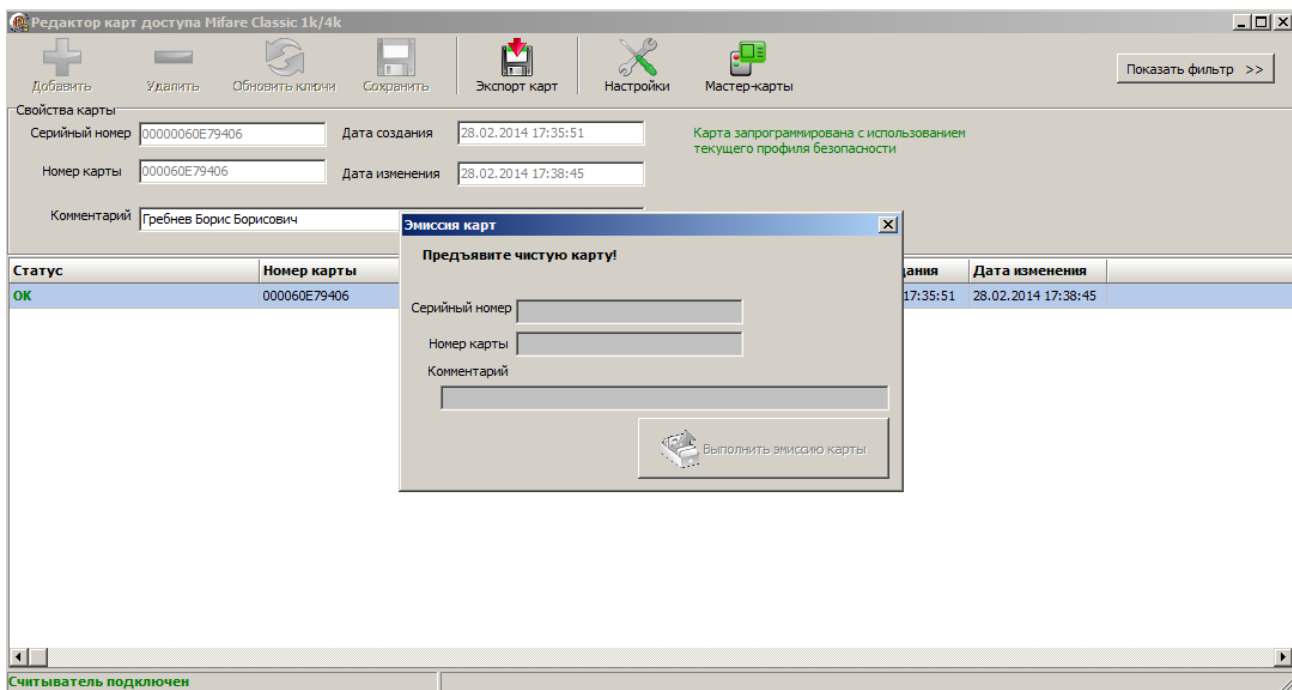 Редактор карт доступа Mifare Classic 1k/4k
Добавить Удалить Обновить ключи Сохранить Экспорт карт Настройки Мастер-карты Показать фильтр >>
Свойства карты
Серийный номер 00000060E79406 Дата создания 28.02.2014 17:35:51 Карта запрограммирована с использованием
текущего профиля безопасности
Номер карты 000060E79406 Дата изменения 28.02.2014 17:38:45
Комментарий Гребнев Борис Борисович
Эмиссия карт
Предъявите чистую карту!
Статус Номер карты дания Дата изменения
OK 000060E79406 17:35:51 28.02.2014 17:38:45
Серийный номер
Номер карты
Комментарий
Выполнить эмиссию карты
Считыватель подключен